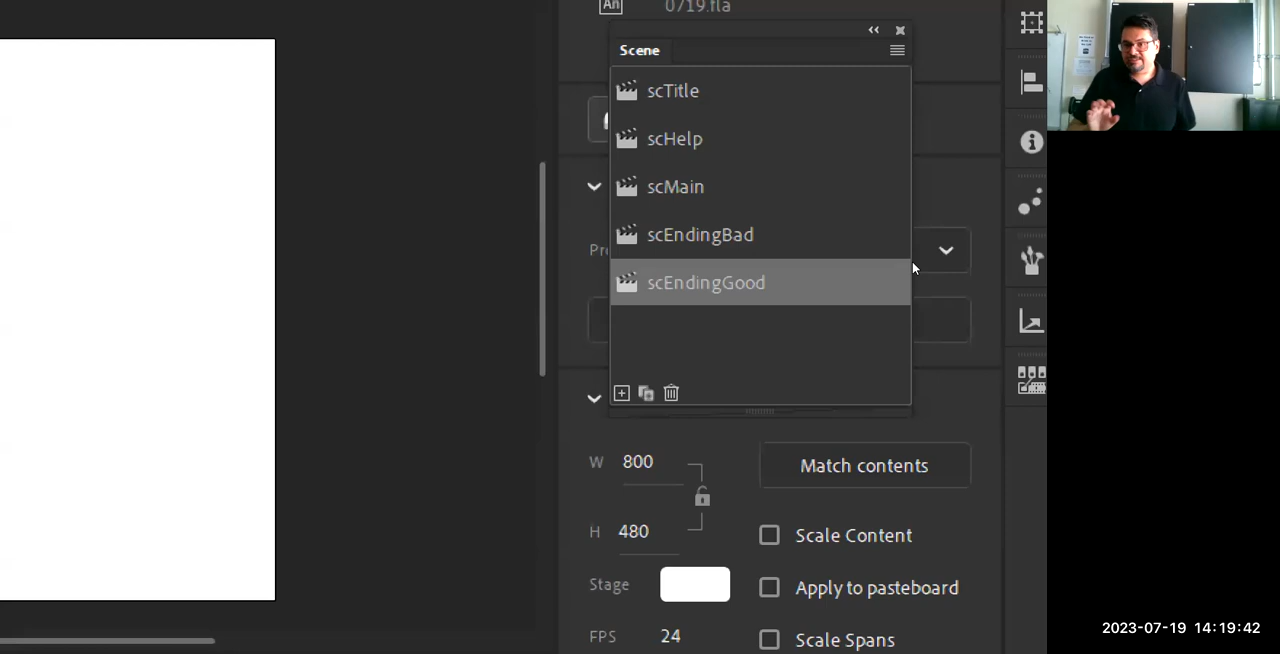 An
0719.fla
Scene
scTitle
scHelp
scMain
scEndingBad
Pr
scEndingGood
W 800
Match contents
H 480
Scale Content
Stage
Apply to pasteboard
FPS 24
Scale Spans
2023-07-19 14:19:42